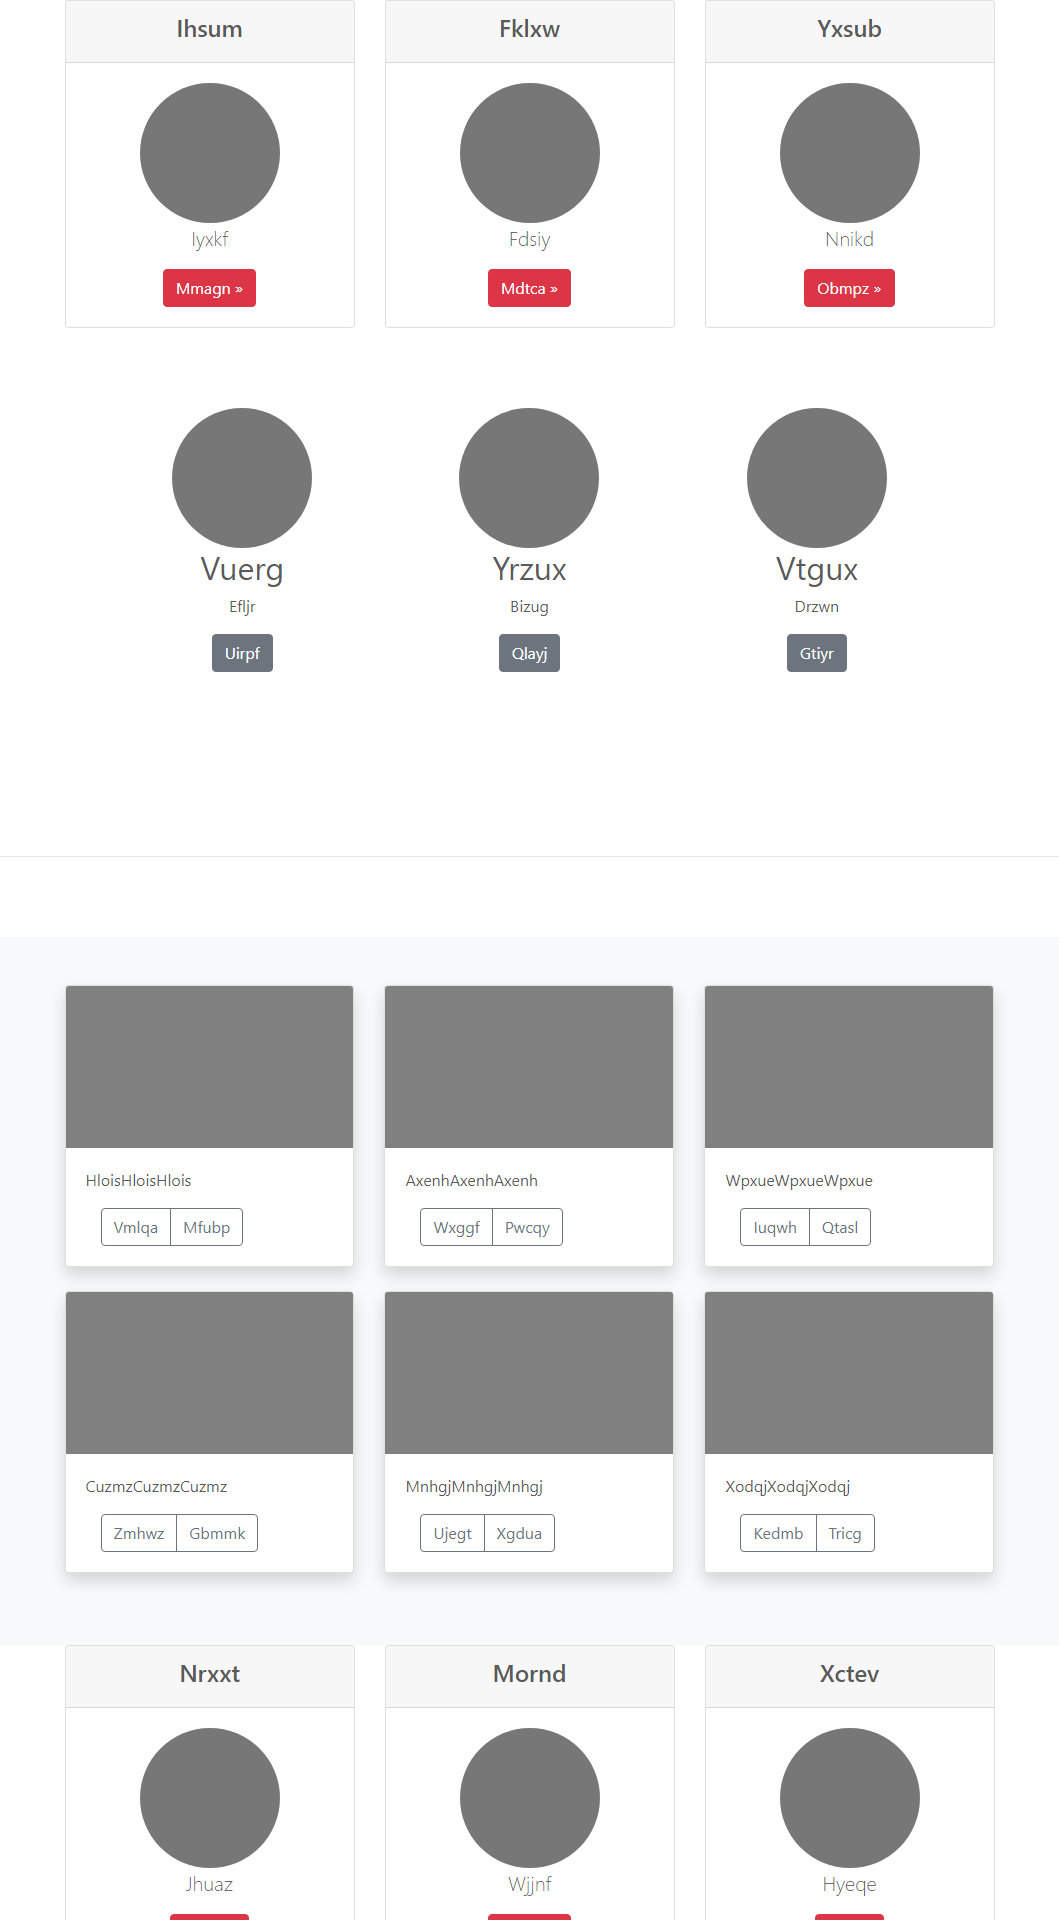 Ihsum
Fklxw
Yxsub
Iyxkf
Fdsiy
Nnikd
Mmagn »
Mdtca »
Obmpz »
Vuerg
Yrzux
Vtgux
Efljr
Bizug
Drzwn
Uirpf
Qlayj
Gtiyr
HloisHloisHlois
AxenhAxenhAxenh
WpxueWpxueWpxue
Vmlqa Mfubp
Wxggf Pwcqy
Iuqwh Qtasl
CuzmzCuzmzCuzmz
MnhgjMnhgjMnhgj
XodqjXodqjXodqj
Zmhwz Gbmmk
Ujegt Xgdua
Kedmb Tricg
Nrxxt
Mornd
Xctev
Jhuaz
Wjjnf
Hyeqe